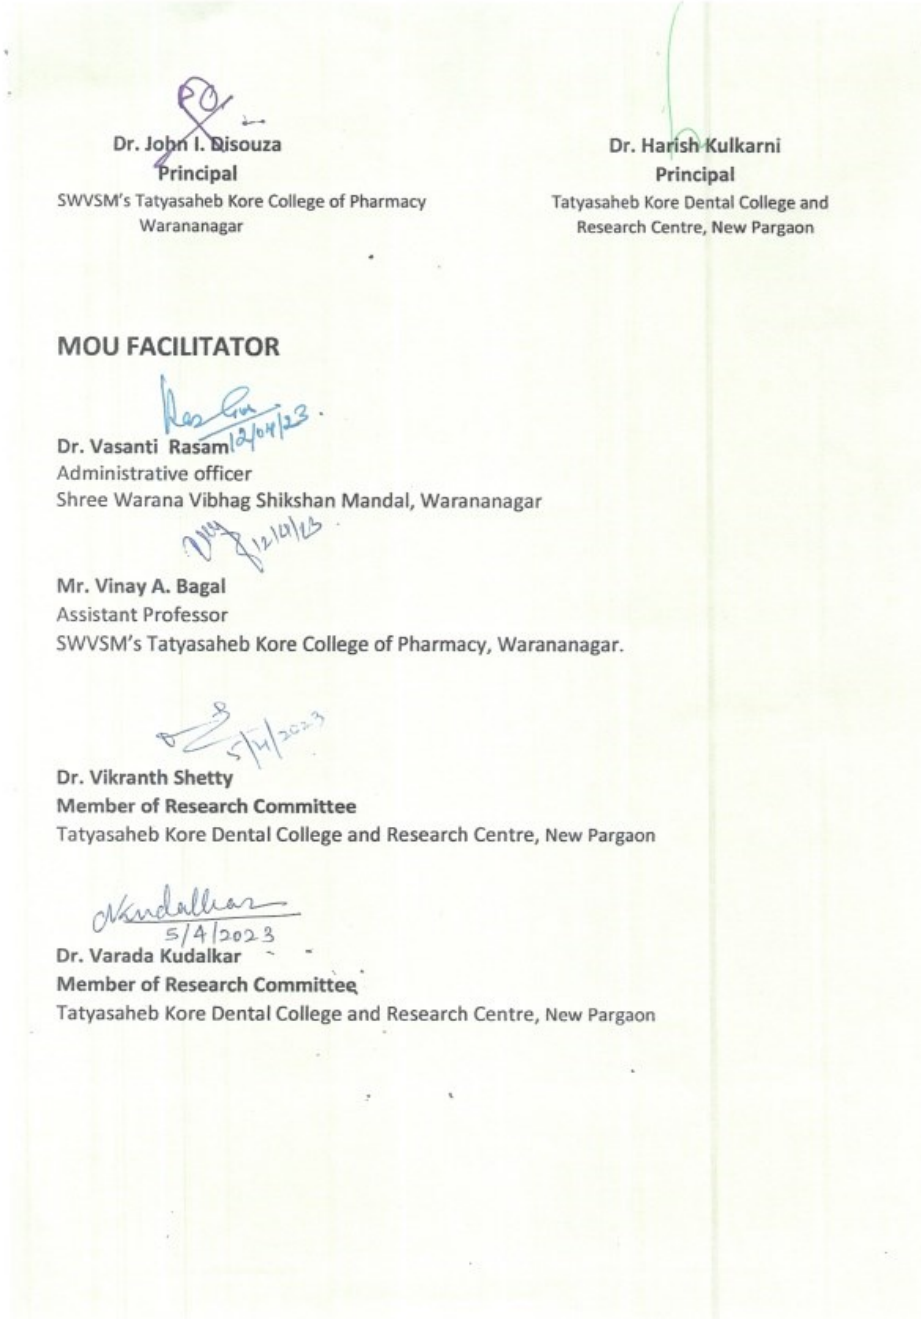 Dr. John I. Disouza
Principal
SWVSM's Tatyasaheb Kore College of Pharmacy
Warananagar
Dr. Harish Kulkarni
Principal
Tatyasaheb Kore Dental College and
Research Centre, New Pargaon
MOU FACILITATOR
12/04/23
Dr. Vasanti Rasam
Administrative officer
Shree Warana Vibhag Shikshan Mandal, Warananagar
12/4/23
Mr. Vinay A. Bagal
Assistant Professor
SWVSM's Tatyasaheb Kore College of Pharmacy, Warananagar.
5/4/2023
Dr. Vikranth Shetty
Member of Research Committee
Tatyasaheb Kore Dental College and Research Centre, New Pargaon
5/4/2023
Dr. Varada Kudalkar
Member of Research Committee
Tatyasaheb Kore Dental College and Research Centre, New Pargaon